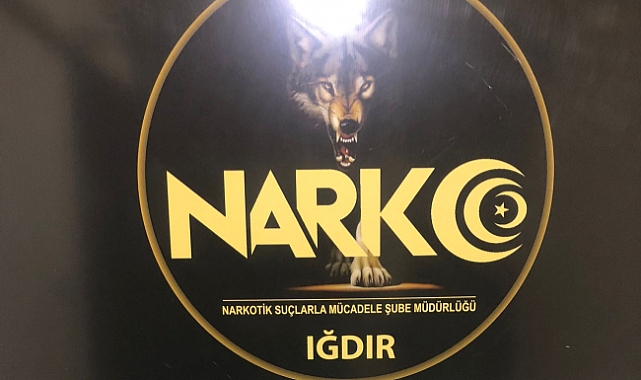 NARKO
NARKOTİK SUÇLARLA MÜCADELE ŞUBE MÜDÜRLÜĞÜ
IĞDIR